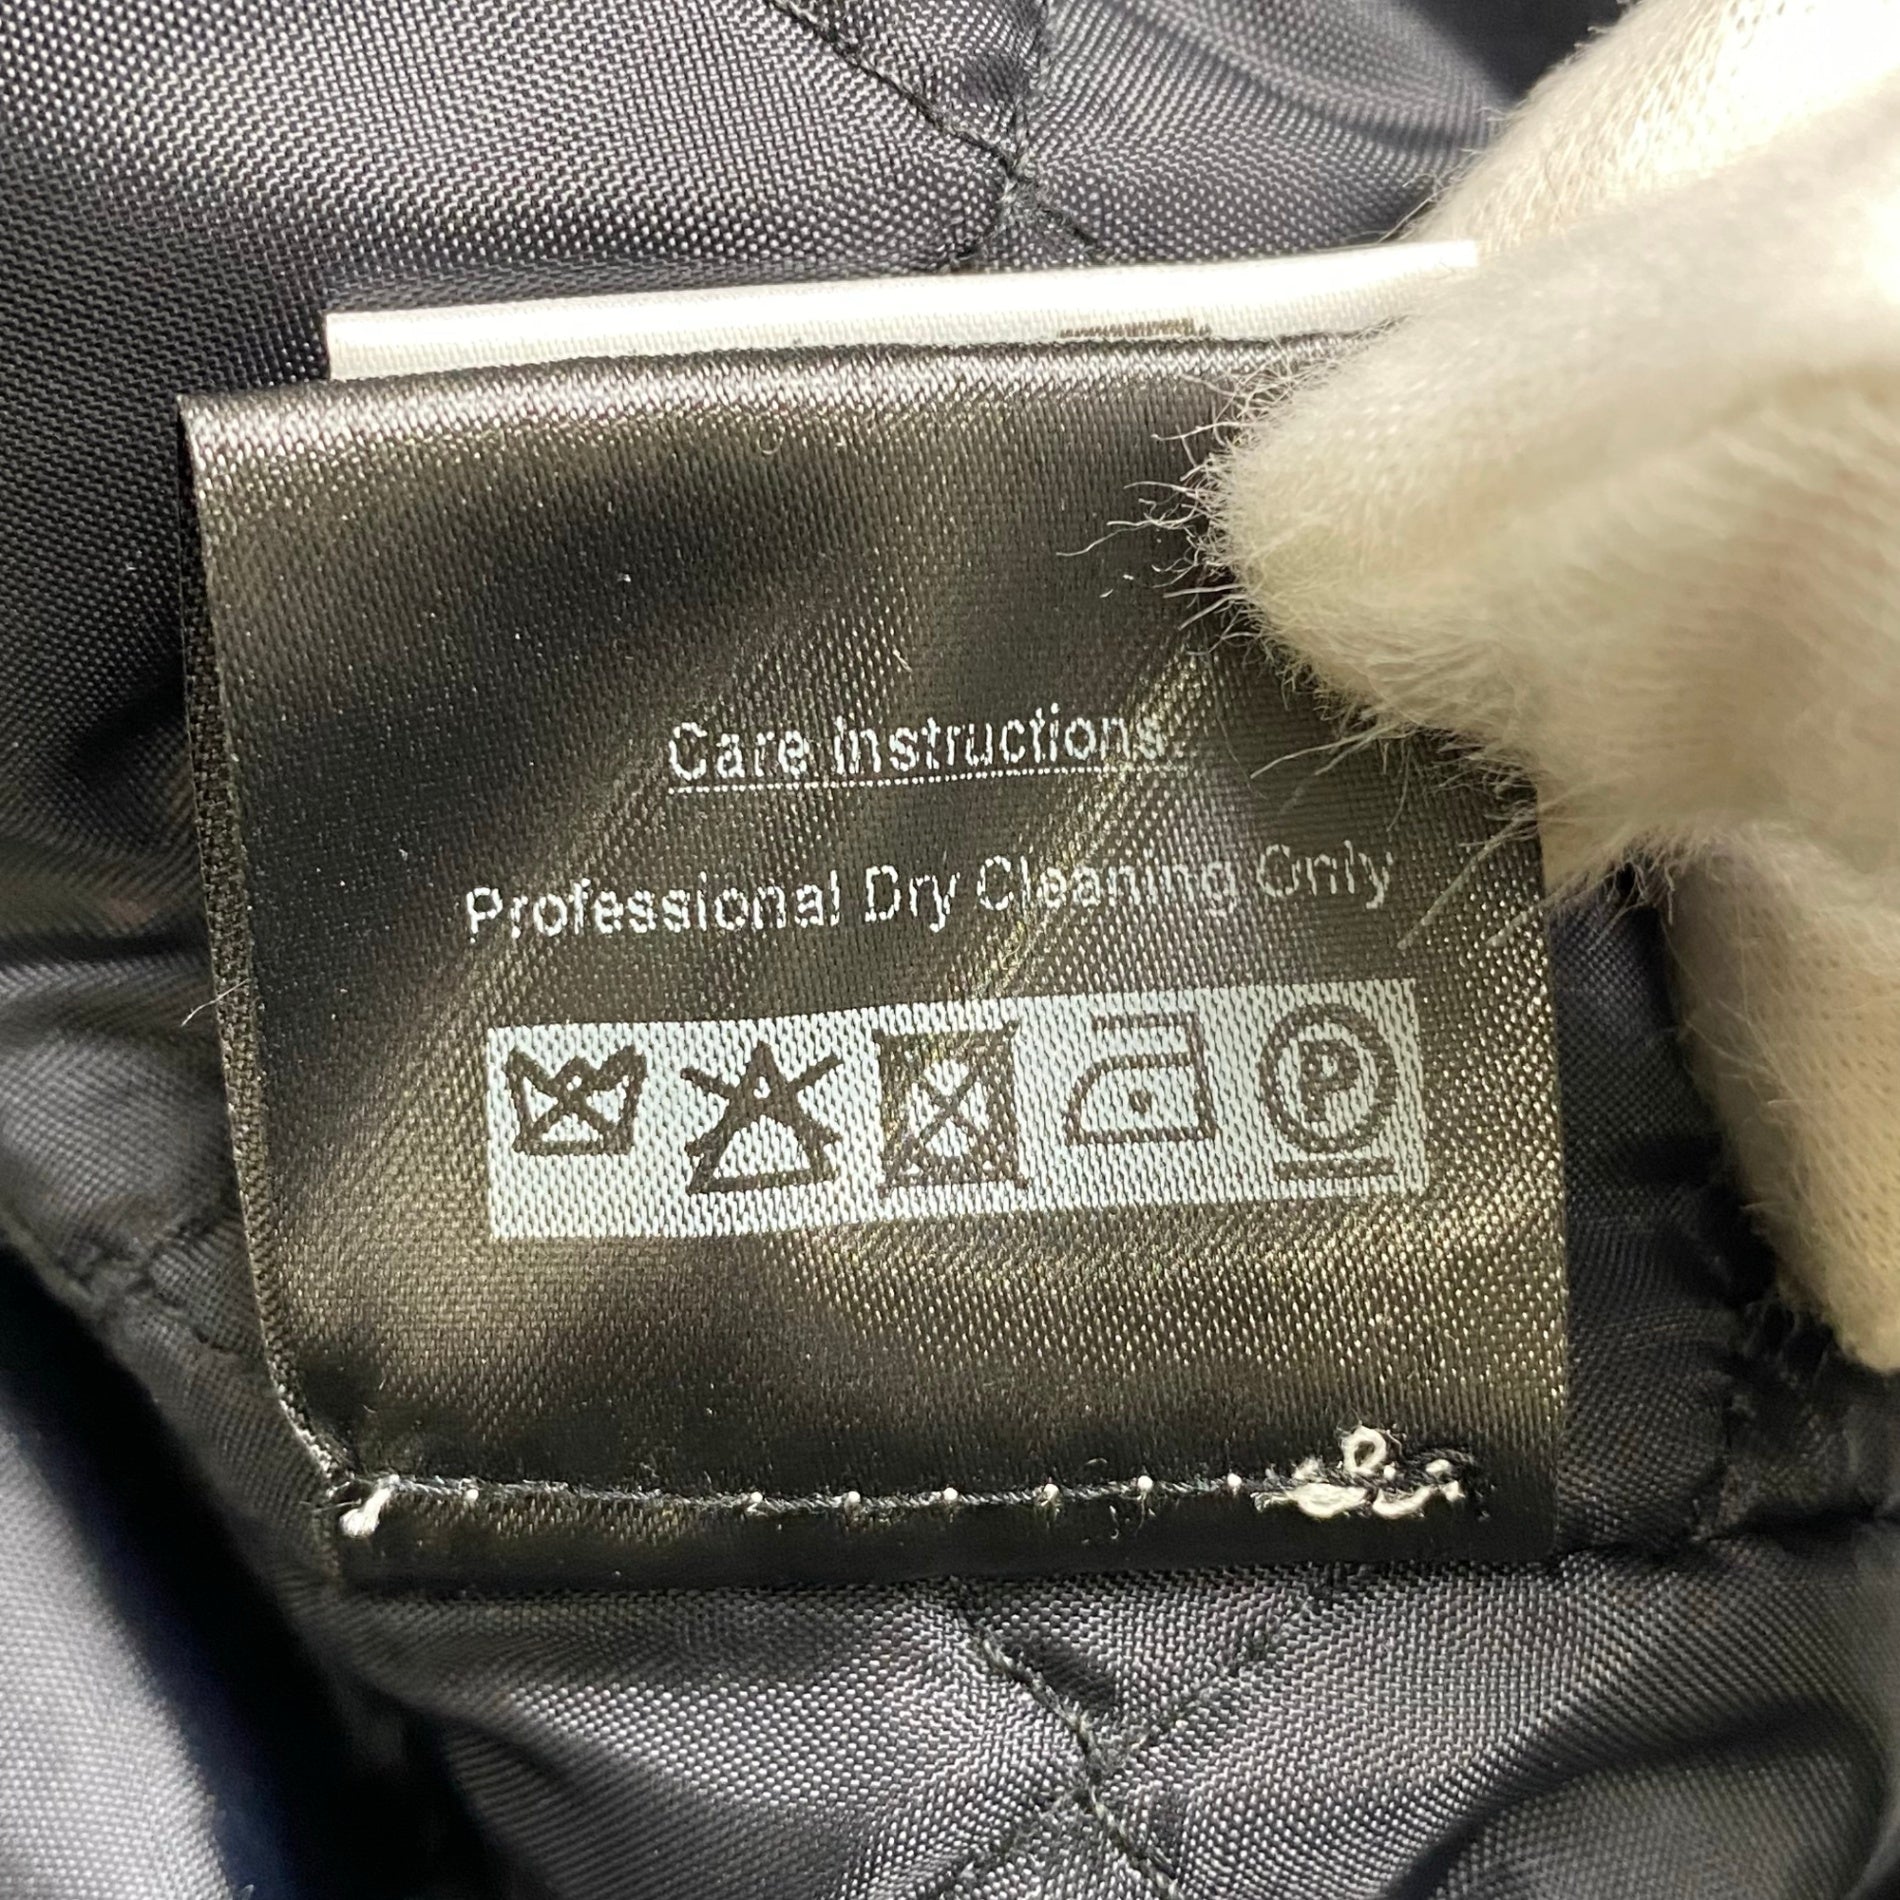 Care Instructions
Professional Dry Cleaning Only
P